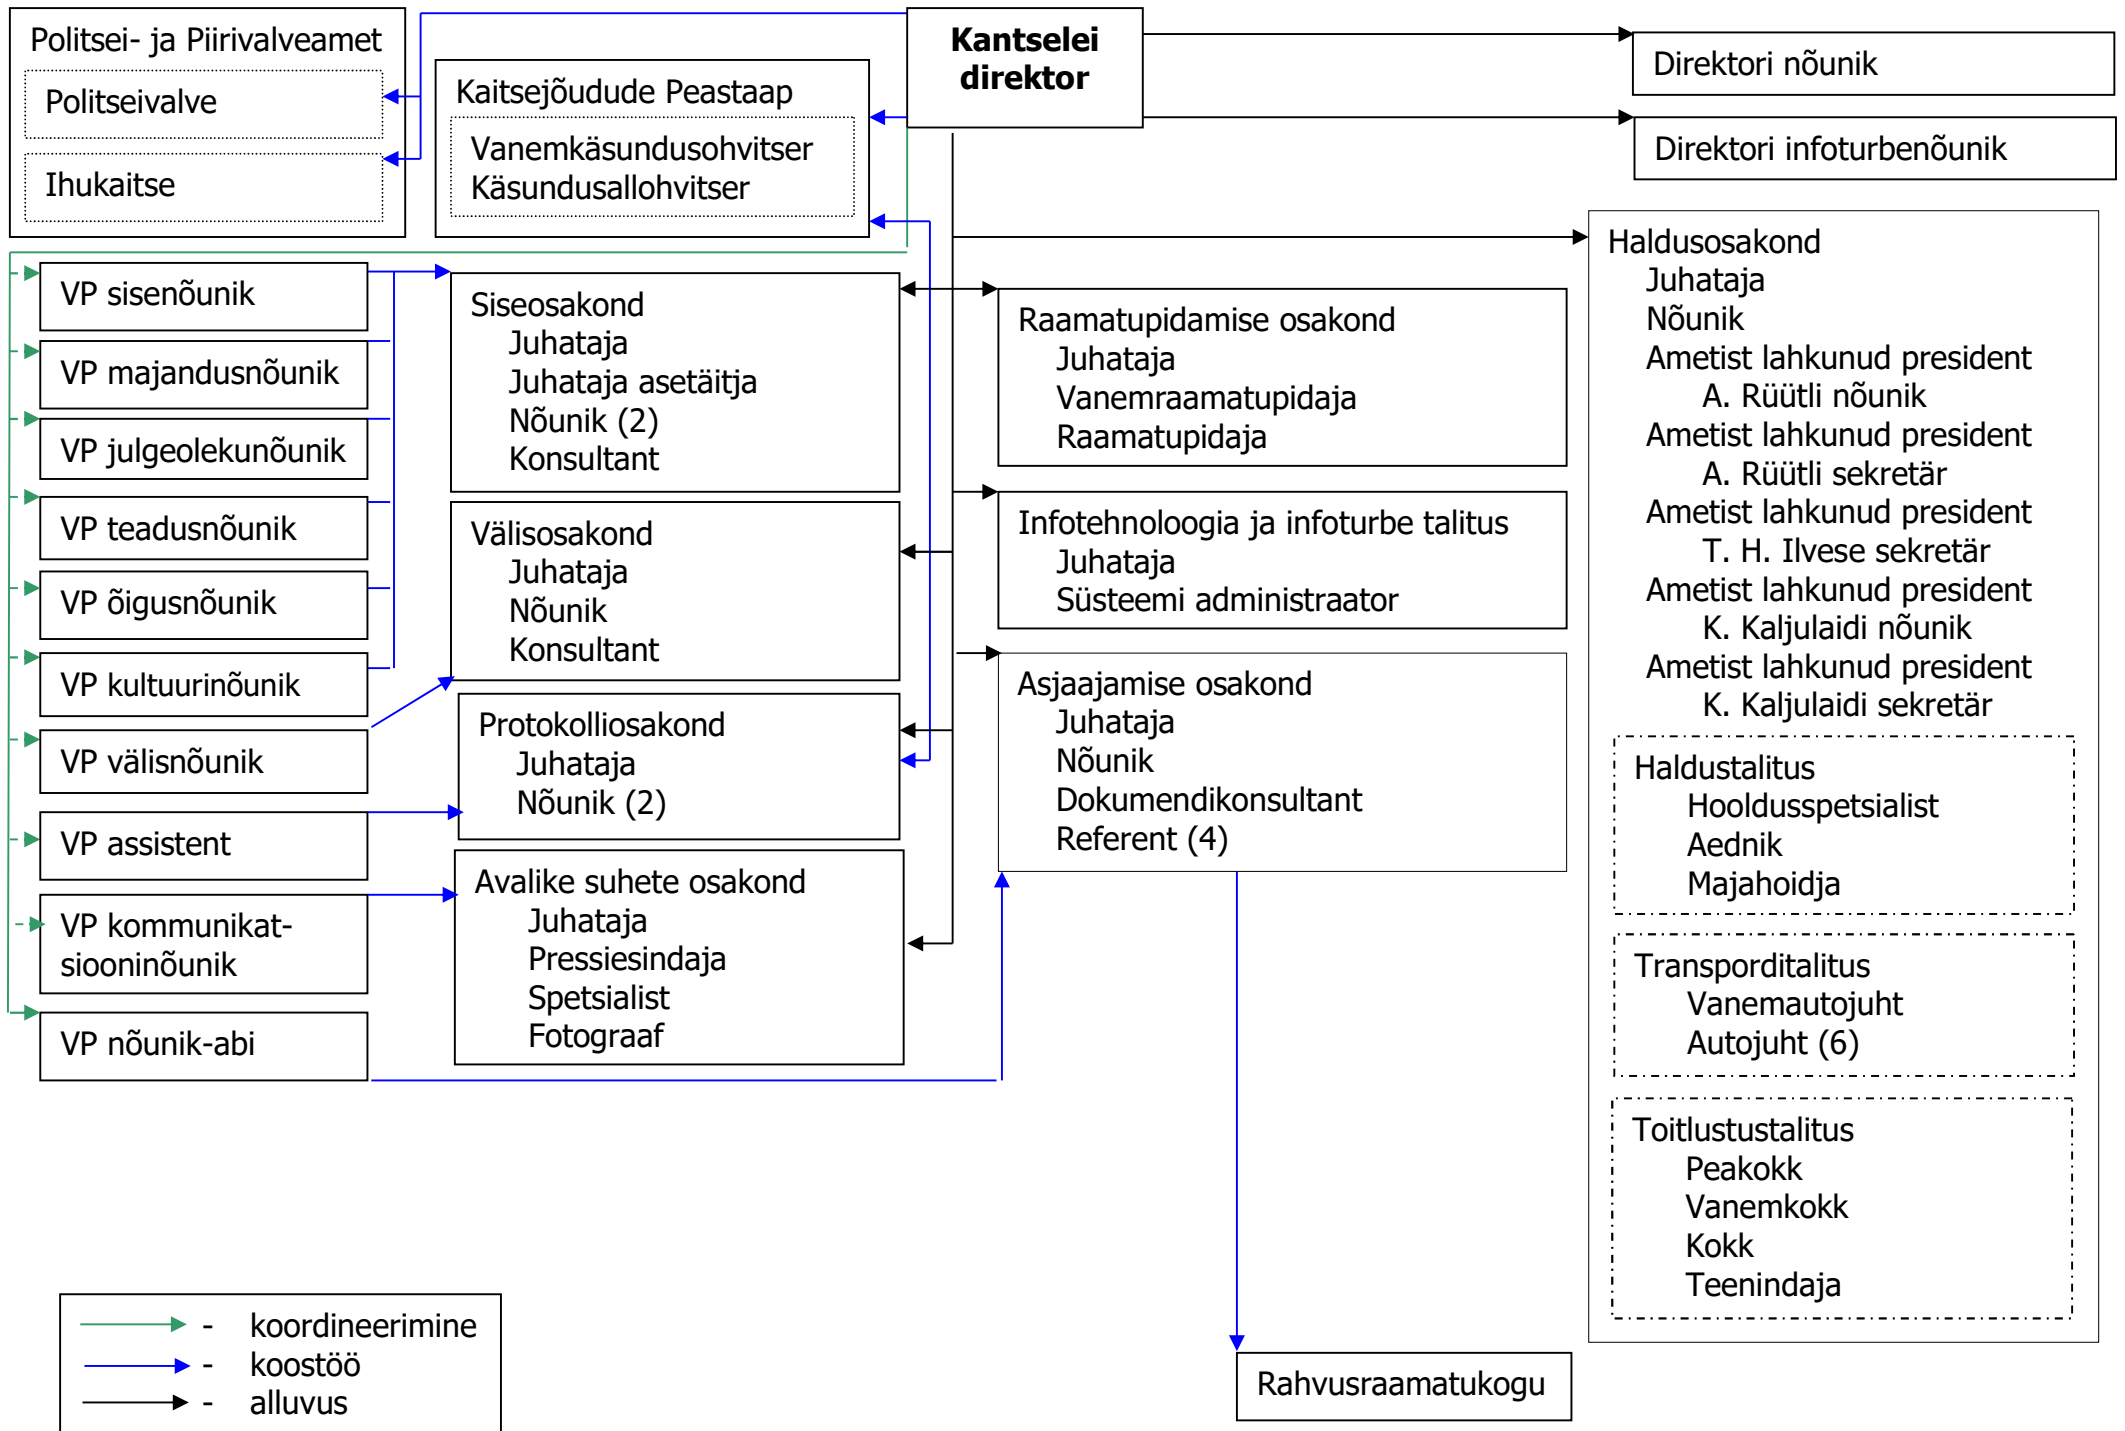 Politsei- ja Piirivalveamet
Politseivalve
Ihukaitse
Kaitsejõudude Peastaap
Vanemkäsundusohvitser
Käsundusallohvitser
Kantselei
direktor
Direktori nõunik
Direktori infoturbenõunik
VP sisenõunik
VP majandusnõunik
VP julgeolekunõunik
VP teadusnõunik
VP õigusnõunik
VP kultuurinõunik
VP välisnõunik
VP assistent
VP kommunikat-
siooninõunik
VP nõunik-abi
Siseosakond
Juhataja
Juhataja asetäitja
Nõunik (2)
Konsultant
Välisosakond
Juhataja
Nõunik
Konsultant
Protokolliosakond
Juhataja
Nõunik (2)
Avalike suhete osakond
Juhataja
Pressiesindaja
Spetsialist
Fotograaf
Raamatupidamise osakond
Juhataja
Vanemraamatupidaja
Raamatupidaja
Infotehnoloogia ja infoturbe talitus
Juhataja
Süsteemi administraator
Asjaajamise osakond
Juhataja
Nõunik
Dokumendikonsultant
Referent (4)
Haldusosakond
Juhataja
Nõunik
Ametist lahkunud president
A. Rüütli nõunik
Ametist lahkunud president
A. Rüütli sekretär
Ametist lahkunud president
T. H. Ilvese sekretär
Ametist lahkunud president
K. Kaljulaidi nõunik
Ametist lahkunud president
K. Kaljulaidi sekretär
Haldustalitus
Hooldusspetsialist
Aednik
Majahoidja
Transporditalitus
Vanemautojuht
Autojuht (6)
Toitlustustalitus
Peakokk
Vanemkokk
Kokk
Teenindaja
Rahvusraamatukogu
- koordineerimine
- koostöö
- alluvus